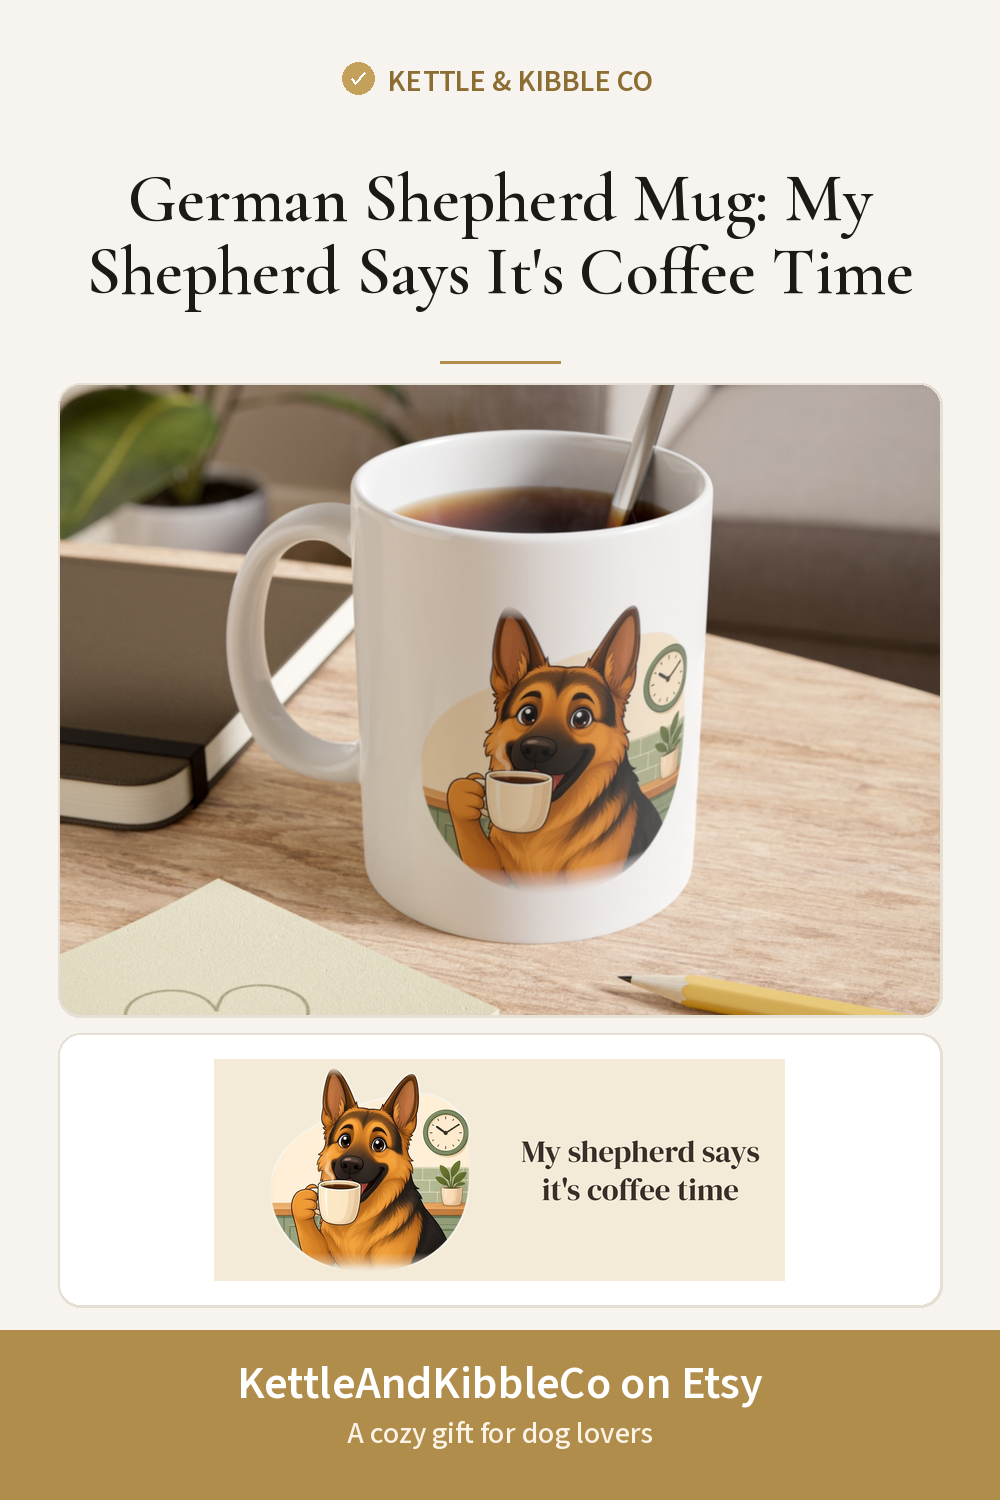 KETTLE & KIBBLE CO
German Shepherd Mug: My
Shepherd Says It's Coffee Time
My shepherd says
it's coffee time
KettleAndKibbleCo on Etsy
A cozy gift for dog lovers